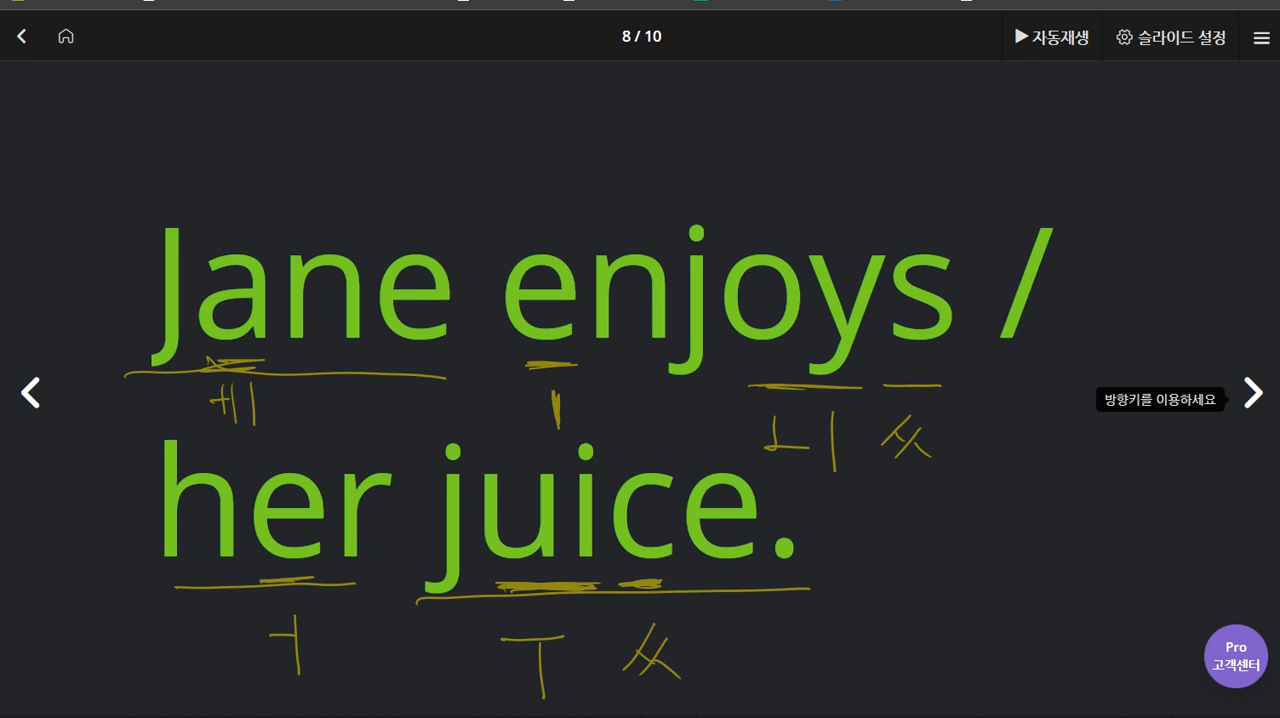 8 / 10
▶ 자동재생
슬라이드 설정
Jane enjoys /
ㅔ ㅣ ㅚ ㅆ
방향키를 이용하세요
her juice.
ㅓ ㅜ ㅆ
Pro
고객센터